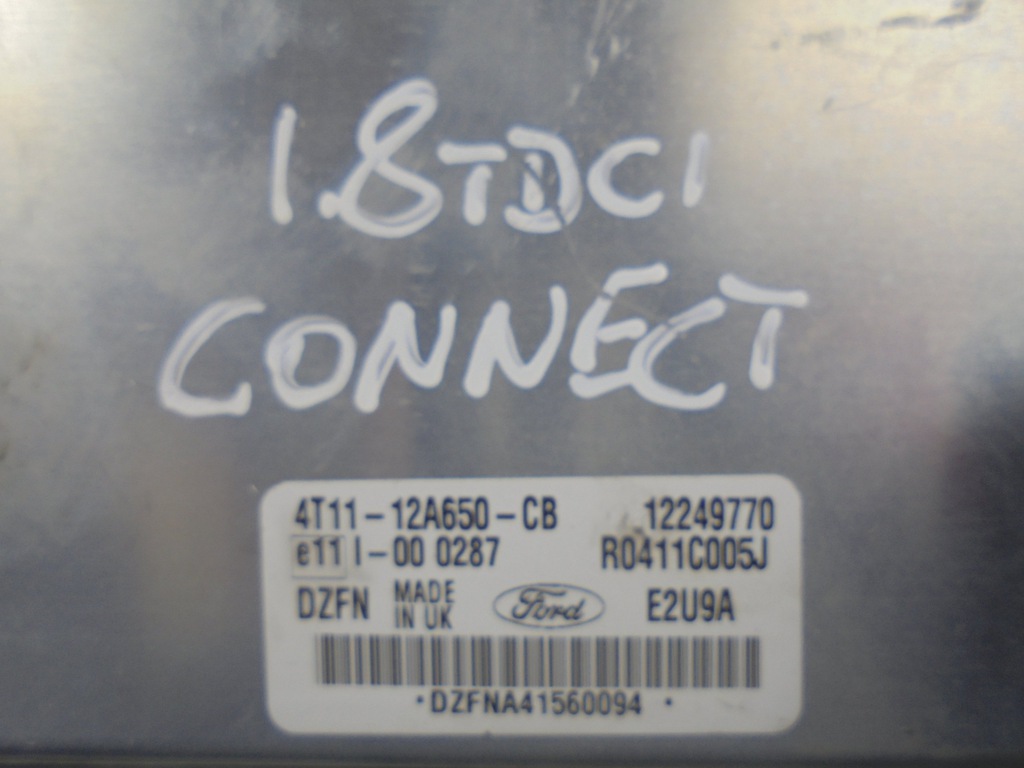 1.8TDCI
CONNECT
4T11-12A650-CB 12249770
e11 I-00 0287 R0411C005J
DZFN MADE IN UK Ford E2U9A
·DZFNA41560094 ·